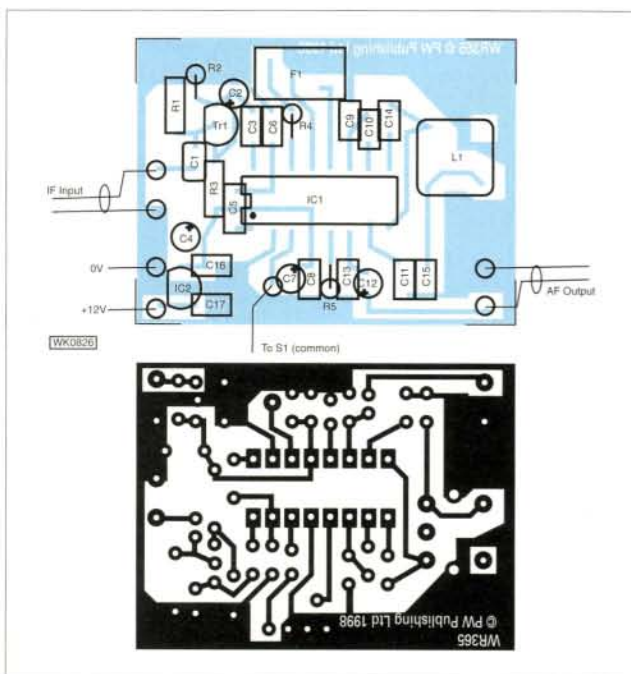 WR365 © PW Publishing Ltd 1998
R2
F1
R1
C2
Tr1
C3
C6
R4
C9
C10
C14
L1
C1
IF Input
R3
C5
IC1
C4
0V
C16
IC2
C7
C8
R5
C13
C12
C11
C15
AF Output
+12V
C17
WK0826
To S1 (common)
© PW Publishing Ltd 1998
WR365